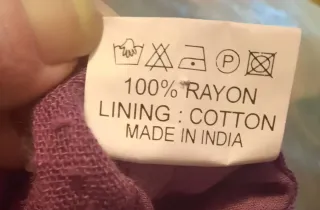 P
100% RAYON
LINING : COTTON
MADE IN INDIA